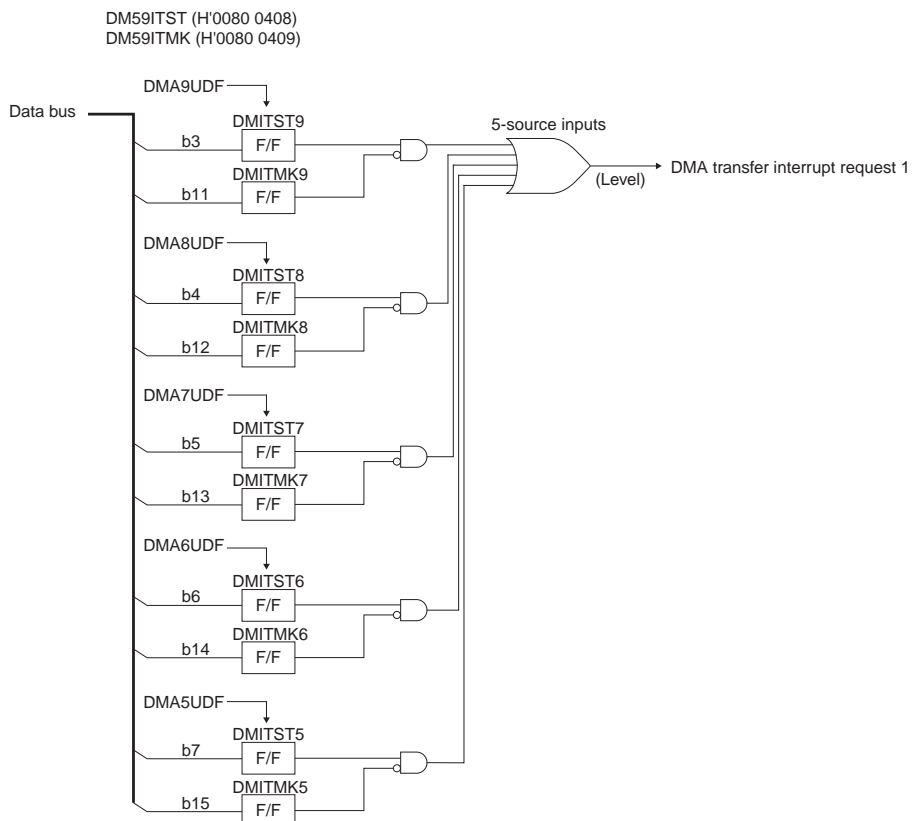 DM59ITST (H'0080 0408)
DM59ITMK (H'0080 0409)
DMA9UDF
Data bus
DMITST9
5-source inputs
b3
F/F
DMA transfer interrupt request 1
(Level)
DMITMK9
b11
F/F
DMA8UDF
DMITST8
b4
F/F
DMITMK8
b12
F/F
DMA7UDF
DMITST7
b5
F/F
DMITMK7
b13
F/F
DMA6UDF
DMITST6
b6
F/F
DMITMK6
b14
F/F
DMA5UDF
DMITST5
b7
F/F
DMITMK5
b15
F/F